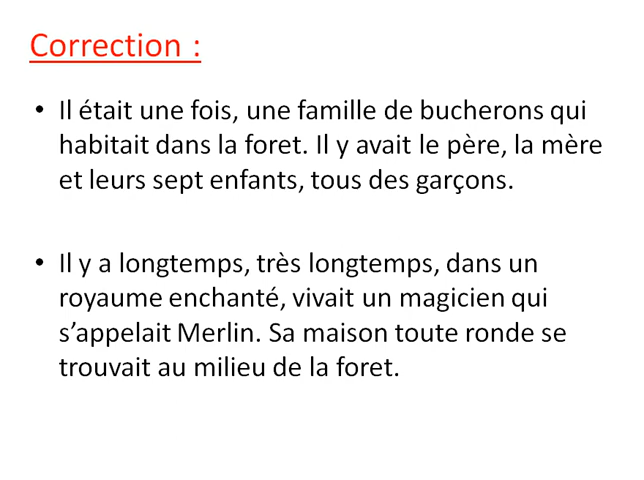 Correction :
• Il était une fois, une famille de bucherons qui
habitait dans la foret. Il y avait le père, la mère
et leurs sept enfants, tous des garçons.
• Il y a longtemps, très longtemps, dans un
royaume enchanté, vivait un magicien qui
s’appelait Merlin. Sa maison toute ronde se
trouvait au milieu de la foret.